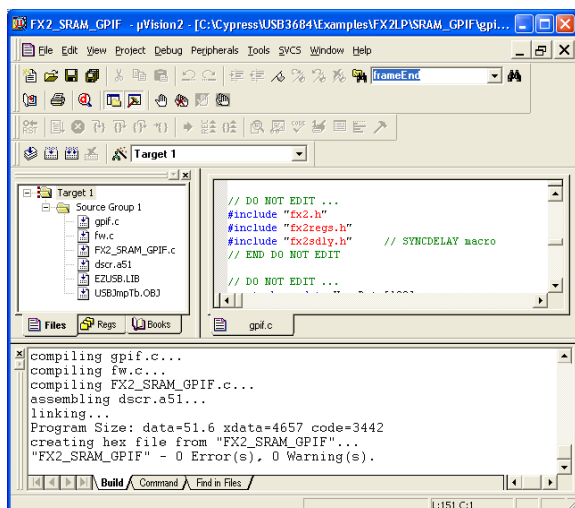 FX2_SRAM_GPIF - µVision2 - [C:\Cypress\USB3684\Examples\FX2LP\SRAM_GPIF\gpi...
File Edit View Project Debug Peripherals Tools SVCS Window Help
frameEnd
Target 1
Target 1
Source Group 1
gpif.c
fw.c
FX2_SRAM_GPIF.c
dscr.a51
EZUSB.LIB
USBJmpTb.OBJ
Files Regs Books
// DO NOT EDIT ...
#include "fx2.h"
#include "fx2regs.h"
#include "fx2sdly.h" // SYNCDELAY macro
// END DO NOT EDIT
// DO NOT EDIT ...
gpif.c
compiling gpif.c...
compiling fw.c...
compiling FX2_SRAM_GPIF.c...
assembling dscr.a51...
linking...
Program Size: data=51.6 xdata=4657 code=3442
creating hex file from "FX2_SRAM_GPIF"...
"FX2_SRAM_GPIF" - 0 Error(s), 0 Warning(s).
Build Command Find in Files
L:151 C:1